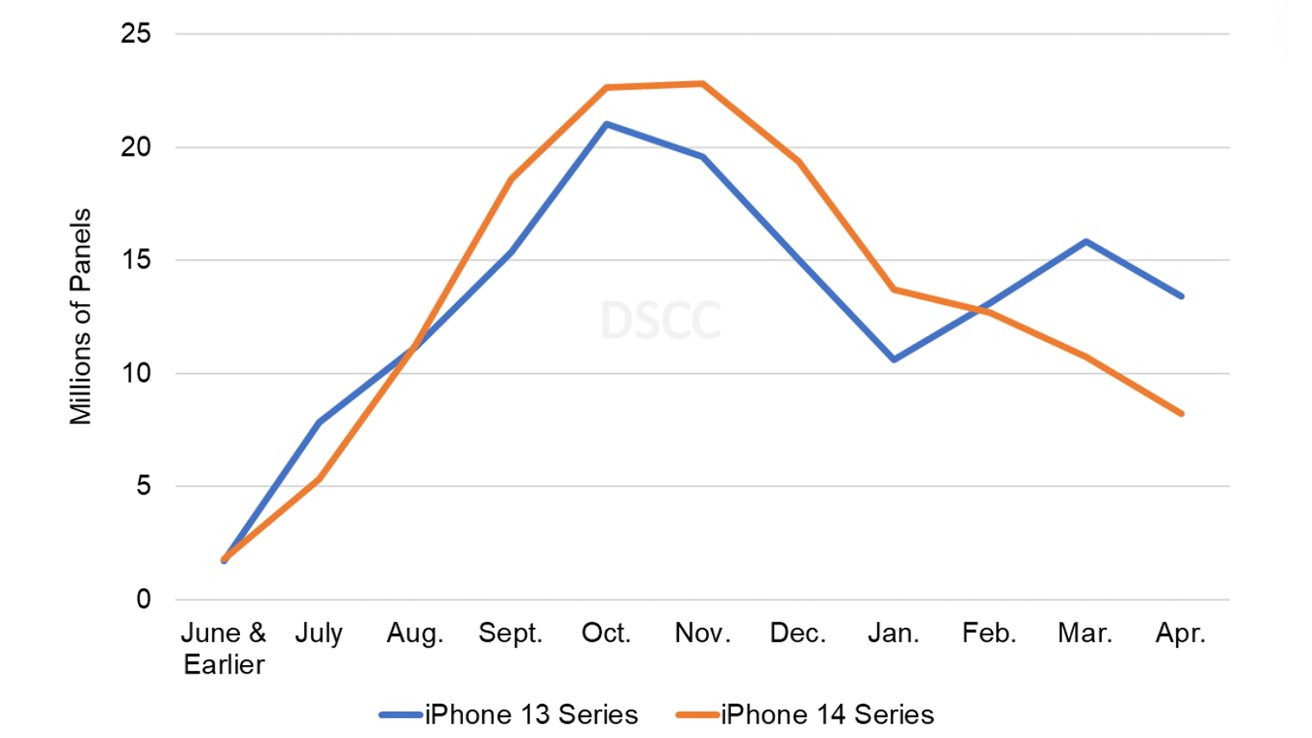 25
20
15
10
5
0
Millions of Panels
DSCC
June & July Aug. Sept. Oct. Nov. Dec. Jan. Feb. Mar. Apr.
Earlier
iPhone 13 Series iPhone 14 Series